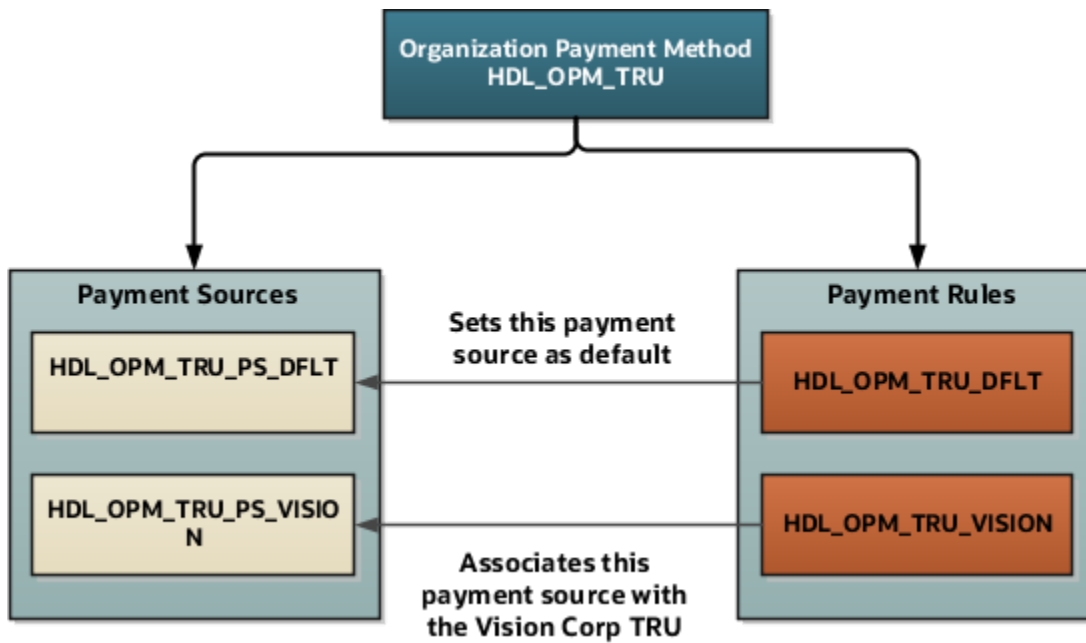 Organization Payment Method
HDL_OPM_TRU
Payment Sources
HDL_OPM_TRU_PS_DFLT
HDL_OPM_TRU_PS_VISIO
N
Sets this payment
source as default
Associates this
payment source with
the Vision Corp TRU
Payment Rules
HDL_OPM_TRU_DFLT
HDL_OPM_TRU_VISION